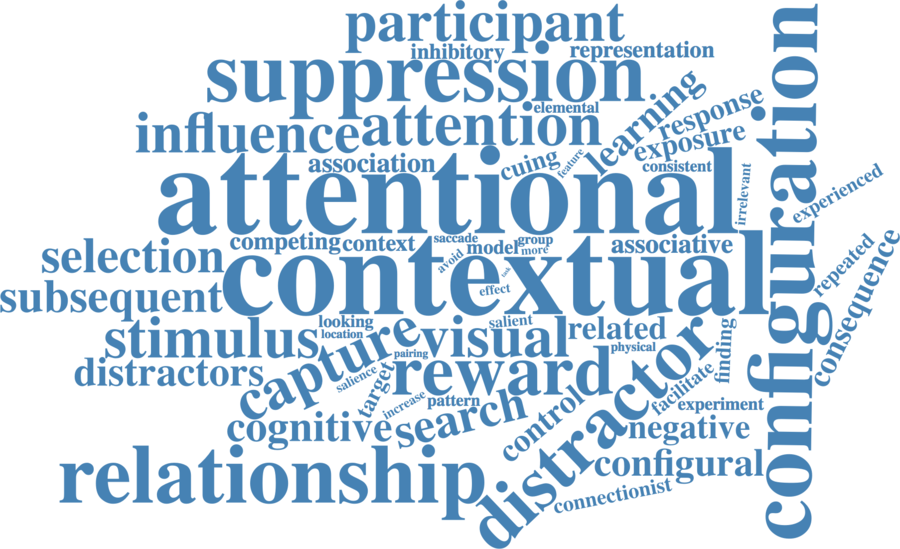 participant
inhibitory
representation
suppression
elemental
learning
response
influence
attention
exposure
association
cuing
feature
consistent
attentional
irrelevant
experienced
configuration
competing
context
saccade
group
model
more
associative
selection
avoid
look
contextual
effect
repeated
consequence
subsequent
looking
location
salient
stimulus
capture
visual
related
physical
finding
pairing
distractors
salience
target
reward
distractor
facilitate
increase
pattern
experiment
cognitive
search
control
negative
relationship
configural
connectionist